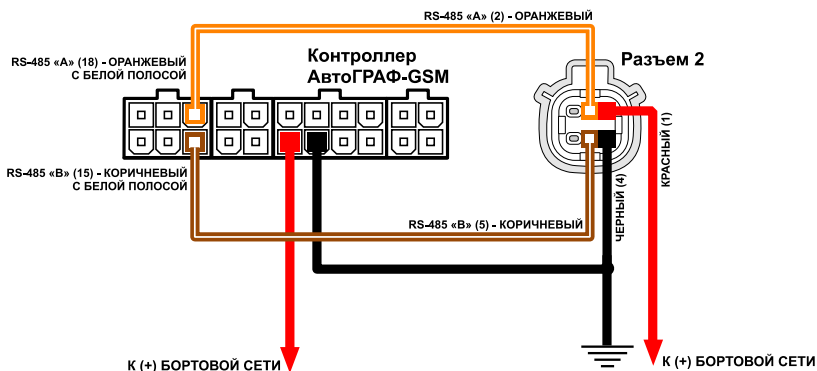 RS-485 «А» (2) - ОРАНЖЕВЫЙ
RS-485 «А» (18) - ОРАНЖЕВЫЙ
С БЕЛОЙ ПОЛОСОЙ
Контроллер
АвтоГРАФ-GSM
Разъем 2
RS-485 «В» (15) - КОРИЧНЕВЫЙ
С БЕЛОЙ ПОЛОСОЙ
RS-485 «В» (5) - КОРИЧНЕВЫЙ
ЧЕРНЫЙ (4)
КРАСНЫЙ (1)
К (+) БОРТОВОЙ СЕТИ
К (+) БОРТОВОЙ СЕТИ